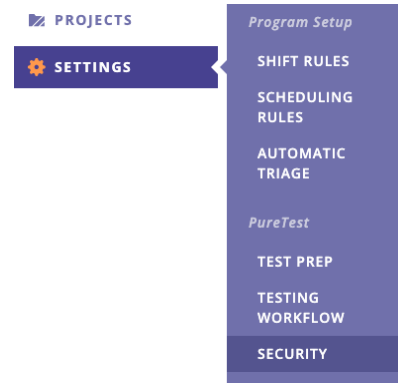 PROJECTS
SETTINGS
Program Setup
SHIFT RULES
SCHEDULING
RULES
AUTOMATIC
TRIAGE
PureTest
TEST PREP
TESTING
WORKFLOW
SECURITY